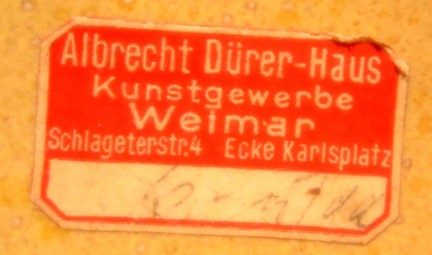 Albrecht Dürer-Haus
Kunstgewerbe
Weimar
Schlageterstr.4 Ecke Karlsplatz